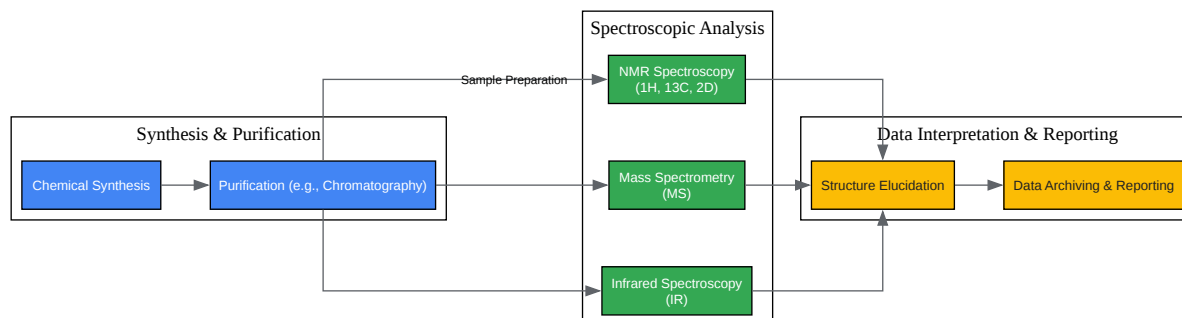 Spectroscopic Analysis
NMR Spectroscopy
(1H, 13C, 2D)
Sample Preparation
Synthesis & Purification
Data Interpretation & Reporting
Chemical Synthesis
Purification (e.g., Chromatography)
Mass Spectrometry
(MS)
Structure Elucidation
Data Archiving & Reporting
Infrared Spectroscopy
(IR)